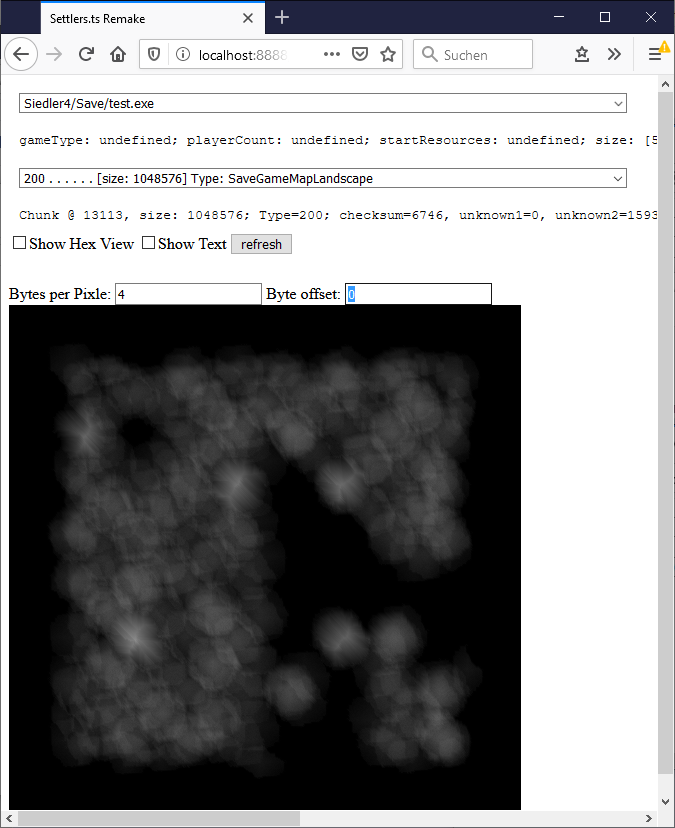 Settlers.ts Remake
localhost:8888
Suchen
Siedler4/Save/test.exe
gameType: undefined; playerCount: undefined; startResources: undefined; size: [5
200 . . . . . . [size: 1048576] Type: SaveGameMapLandscape
Chunk @ 13113, size: 1048576; Type=200; checksum=6746, unknown1=0, unknown2=1593
Show Hex View Show Text refresh
Bytes per Pixle: 4 Byte offset: 0